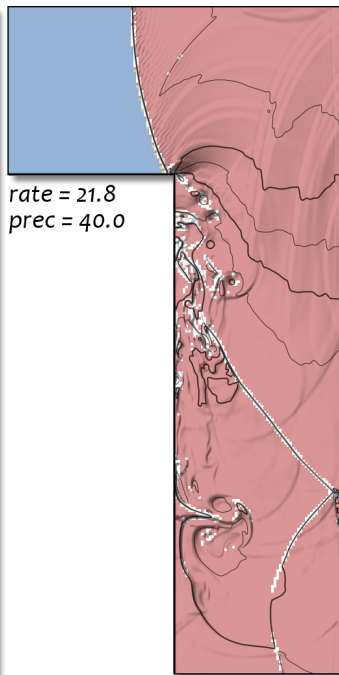 rate = 21.8
prec = 40.0